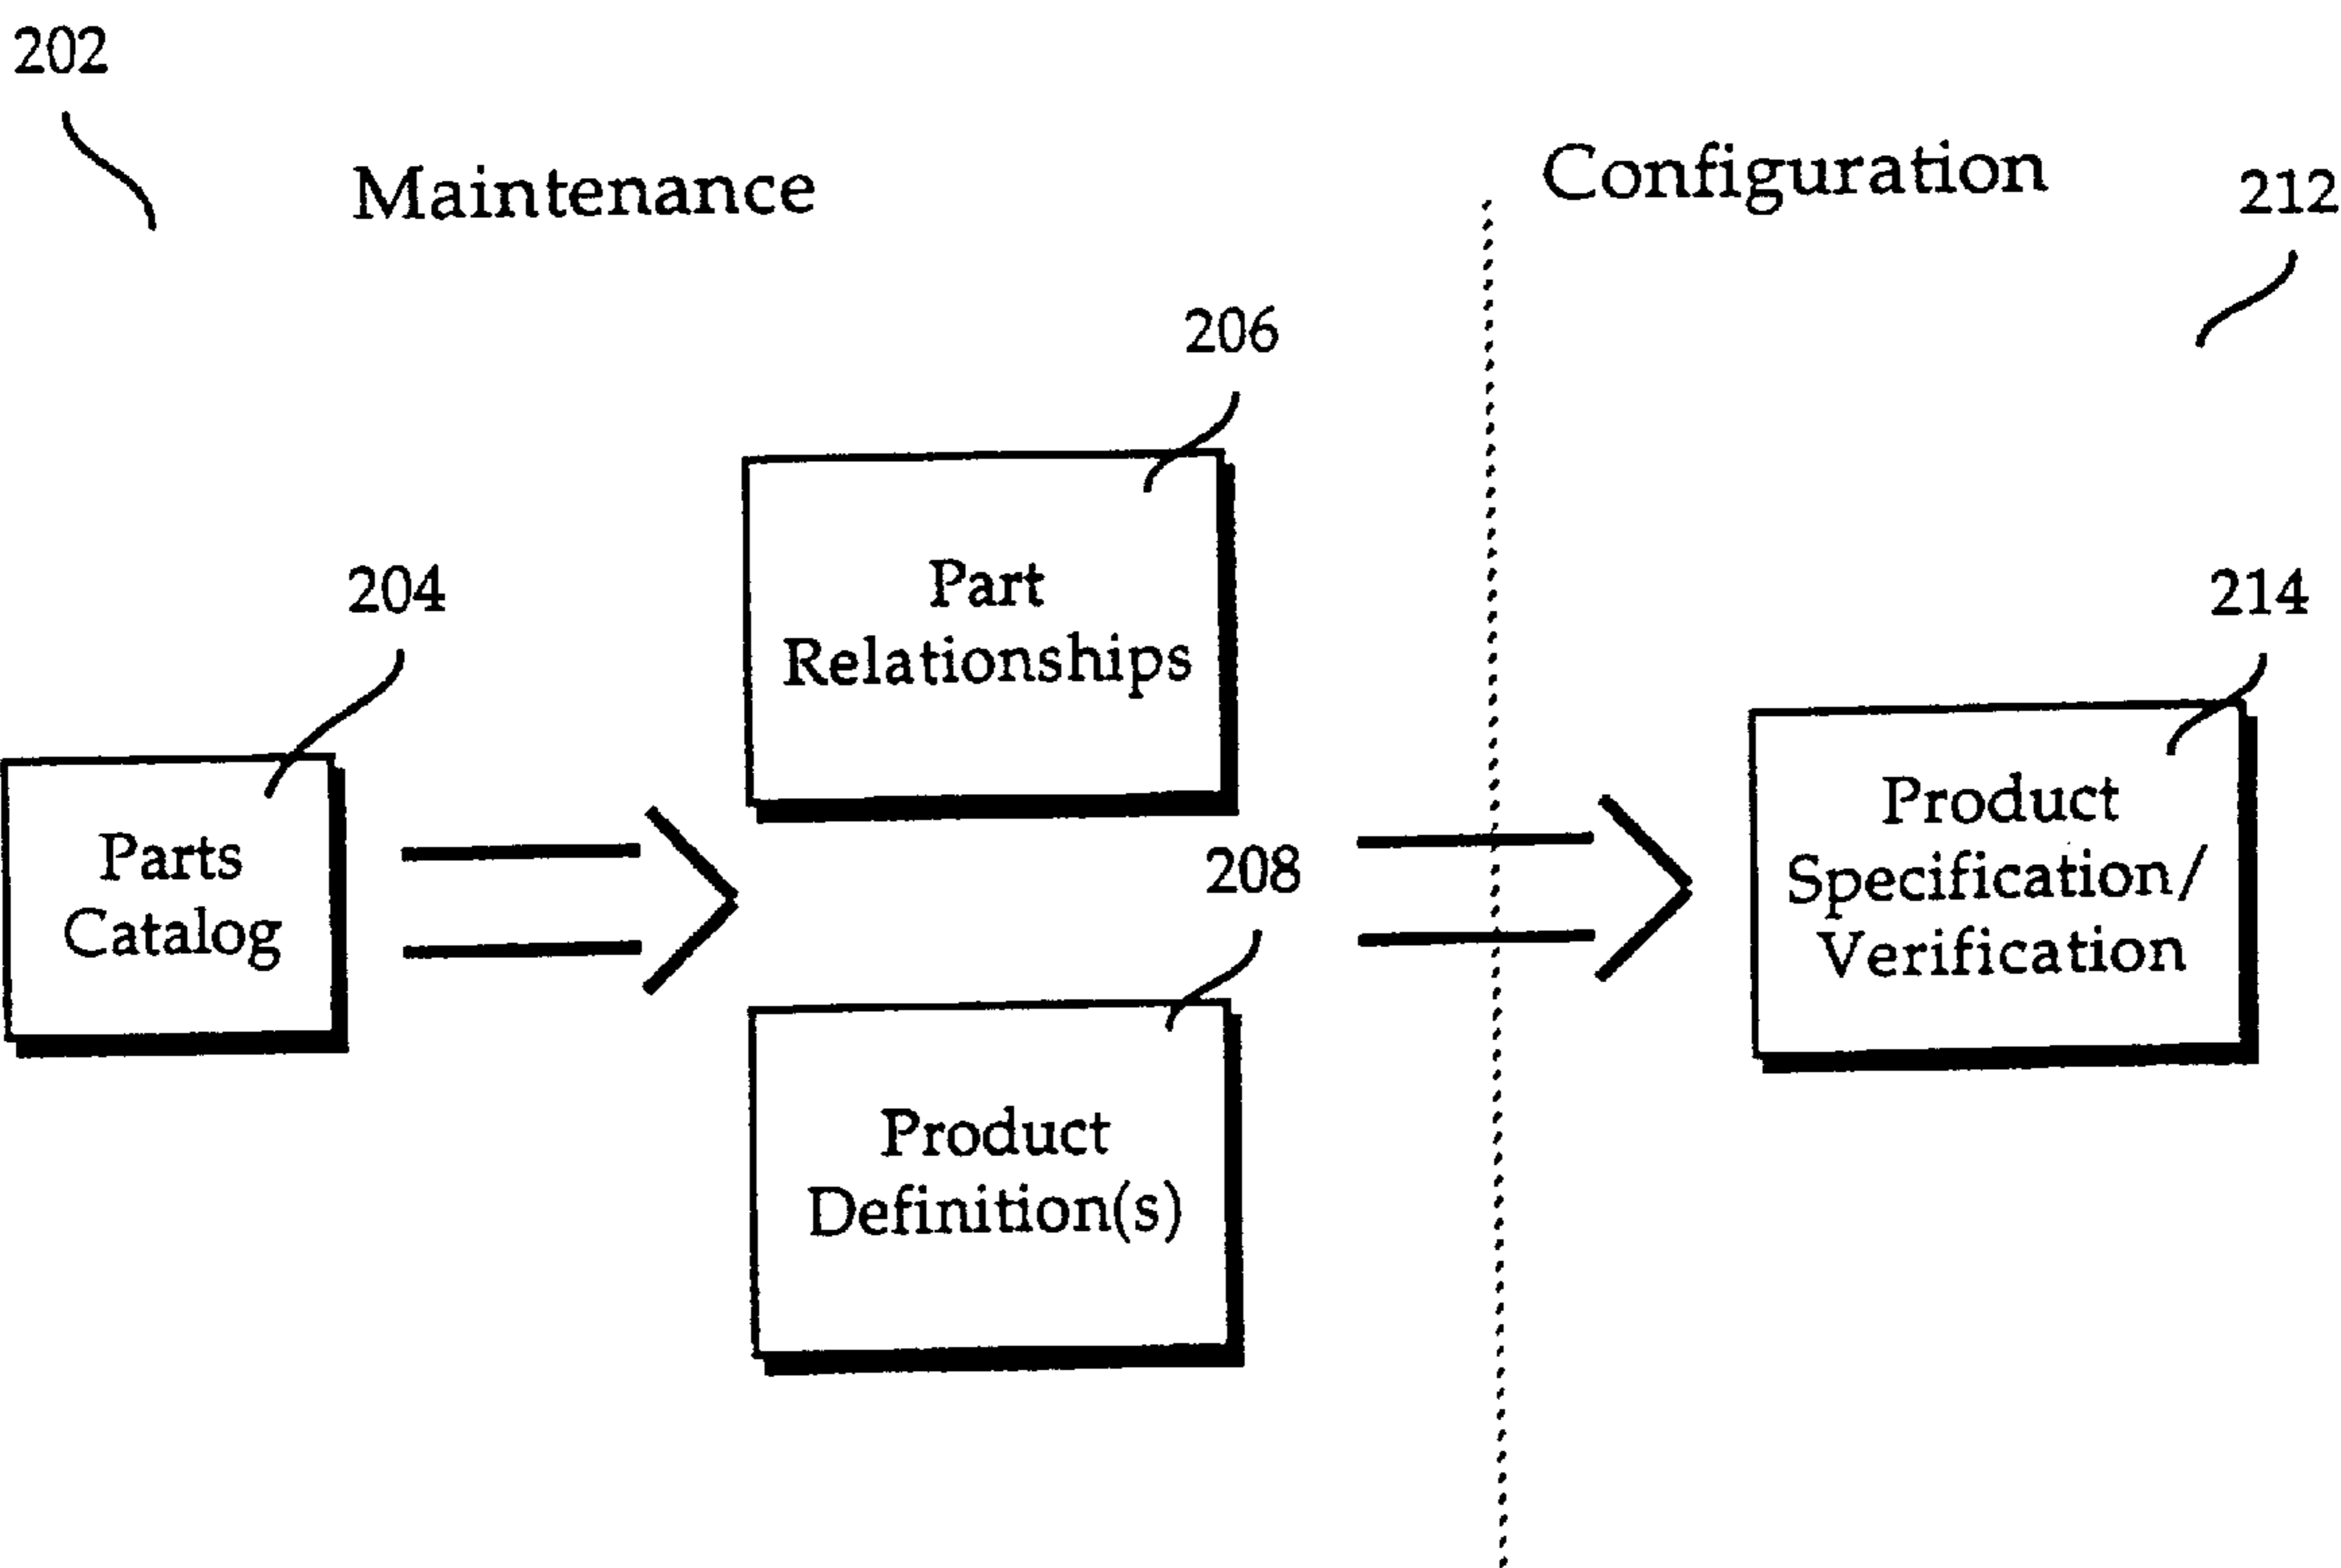 202
Maintenance
Configuration
212
206
Part
Relationships
204
Parts
Catalog
214
Product
Specification/
Verification
208
Product
Definition(s)